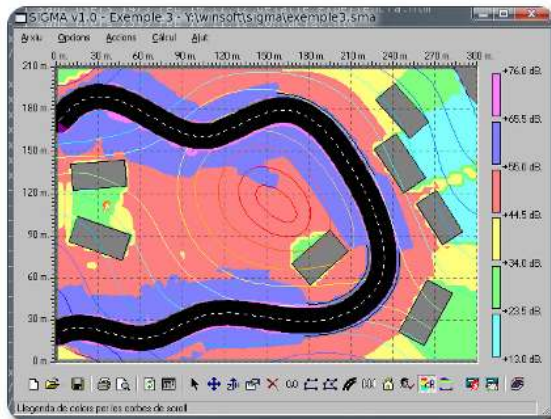 SIGMA v1.0 - Exemple 3 - Y:\winsoft\sigma\exemple3.sma
Arxiu Opcions Accions Càlcul Ajut
0 m. 30 m. 60 m. 90 m. 120 m. 150 m. 180 m. 210 m. 240 m. 270 m. 300 m.
210 m
180 m
150 m
120 m
90 m
60 m
30 m
0 m
+76.0 dB.
+66.5 dB.
+55.0 dB.
+44.5 dB.
+34.0 dB.
+23.5 dB.
+13.0 dB.
Llegenda de colors per les corbes de soroll